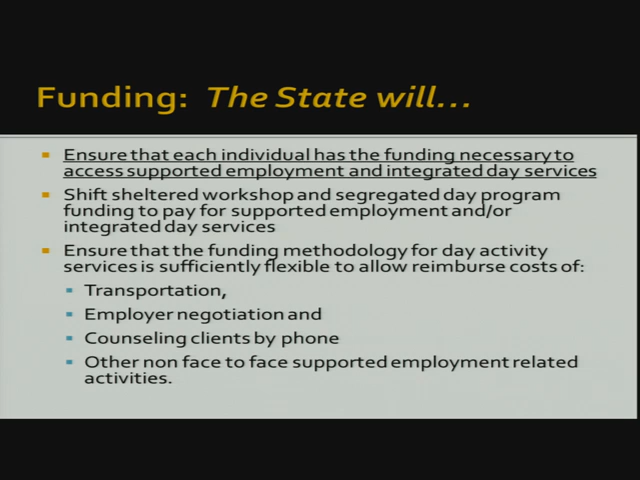 Funding: The State will...
Ensure that each individual has the funding necessary to
access supported employment and integrated day services
Shift sheltered workshop and segregated day program
funding to pay for supported employment and/or
integrated day services
Ensure that the funding methodology for day activity
services is sufficiently flexible to allow reimburse costs of:
Transportation,
Employer negotiation and
Counseling clients by phone
Other non face to face supported employment related
activities.